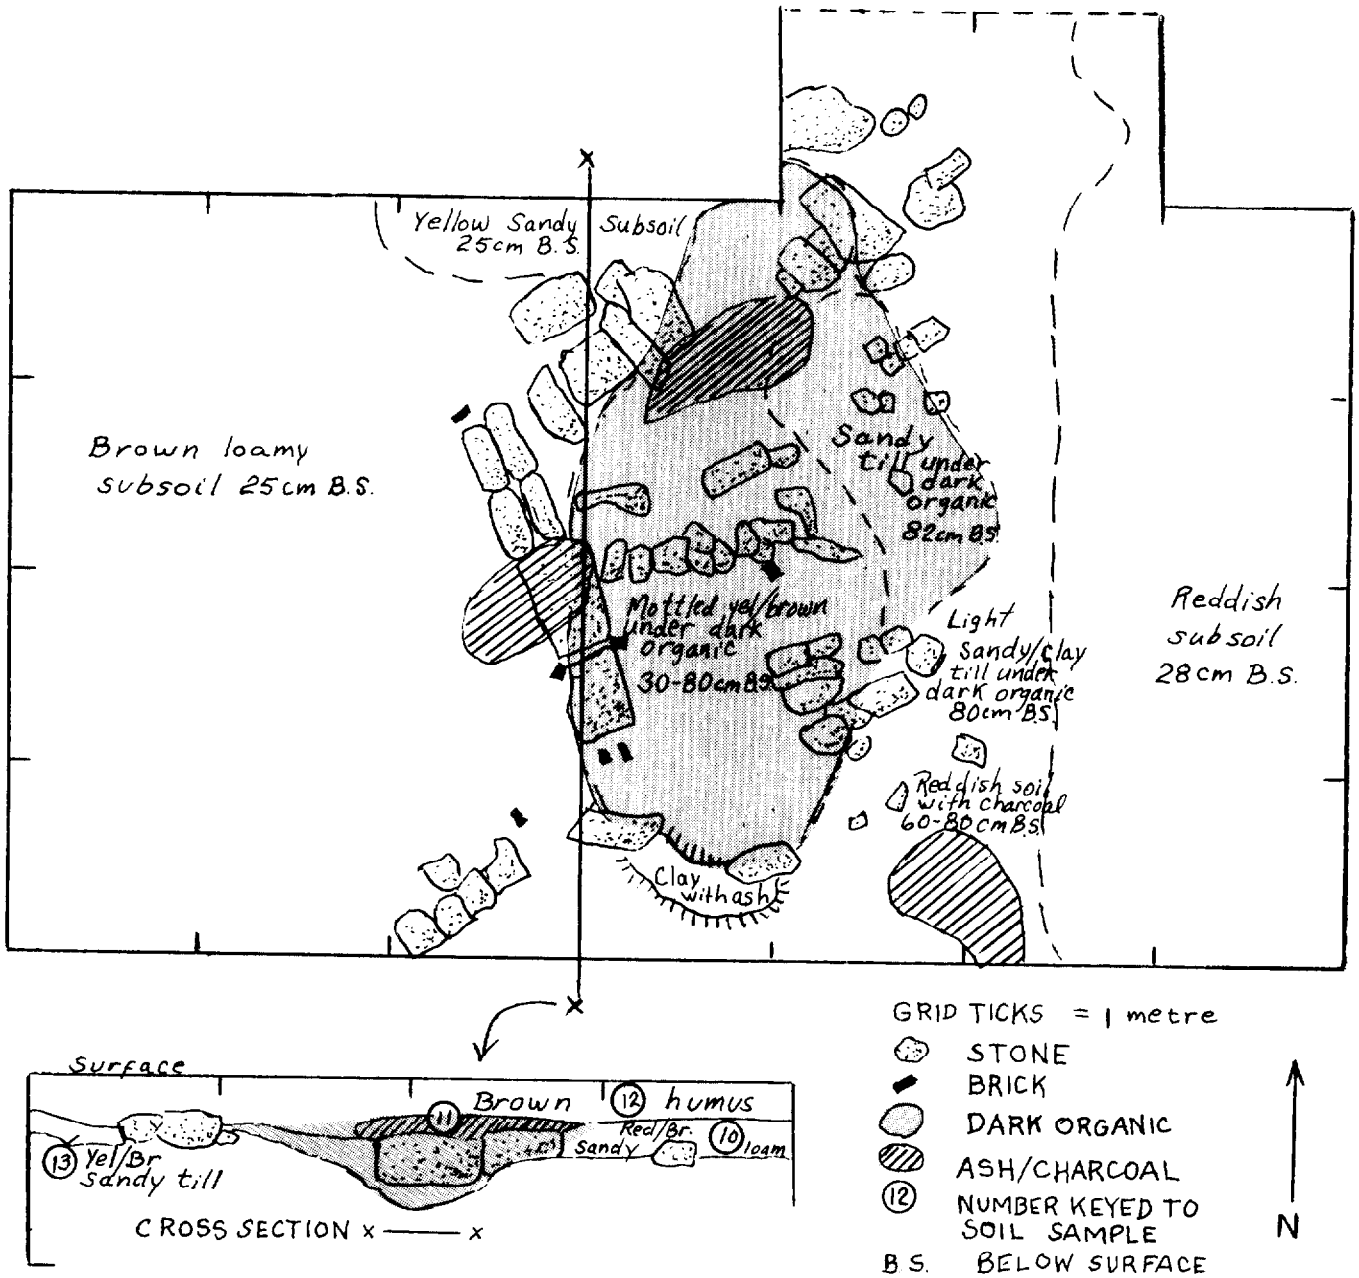 Yellow Sandy Subsoil
25cm B.S.
Brown loamy
subsoil 25cm B.S.
Sandy
till under
dark
organic
82cm BS
Mottled yel/brown
under dark
organic
30-80cm B.S.
Light
sandy/clay
till under
dark organic
80cm B.S.
Reddish
subsoil
28cm B.S.
Reddish soil
with charcoal
60-80cm B.S.
Clay
with ash
Surface
11 Brown 12 humus
Red/Br. 10 loam
Sandy
13 Yel/Br
Sandy till
CROSS SECTION x — x
GRID TICKS = 1 metre
STONE
BRICK
DARK ORGANIC
ASH/CHARCOAL
12 NUMBER KEYED TO
SOIL SAMPLE
B.S. BELOW SURFACE
N